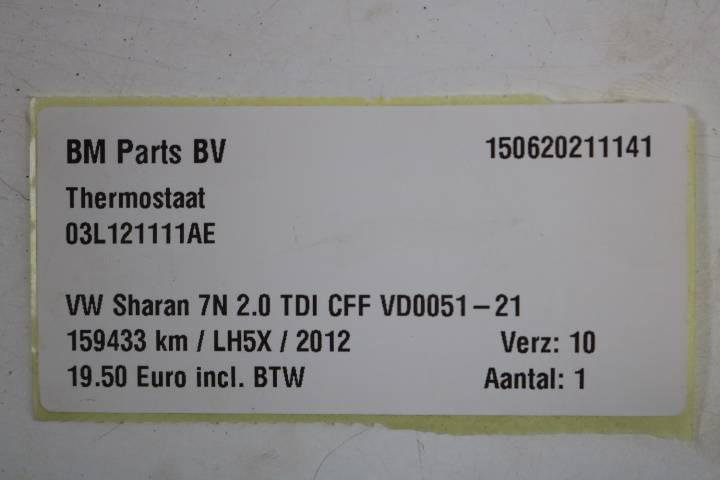 BM Parts BV 150620211141
Thermostaat
03L121111AE
VW Sharan 7N 2.0 TDI CFF VD0051-21
159433 km / LH5X / 2012 Verz: 10
19.50 Euro incl. BTW Aantal: 1